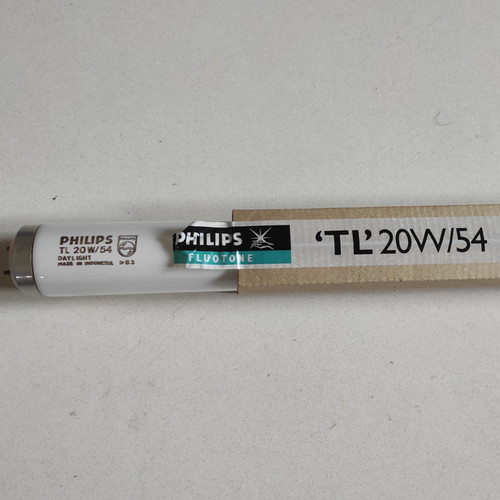 PHILIPS
TL 20W/54
DAYLIGHT
MADE IN INDONESIA
PHILIPS
FLUOTONE
'TL' 20W/54